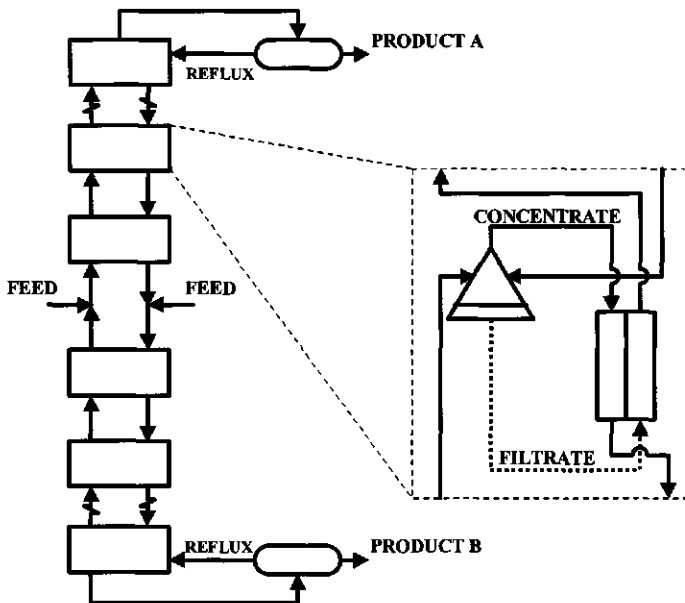 PRODUCT A
REFLUX
CONCENTRATE
FEED
FEED
FILTRATE
REFLUX
PRODUCT B